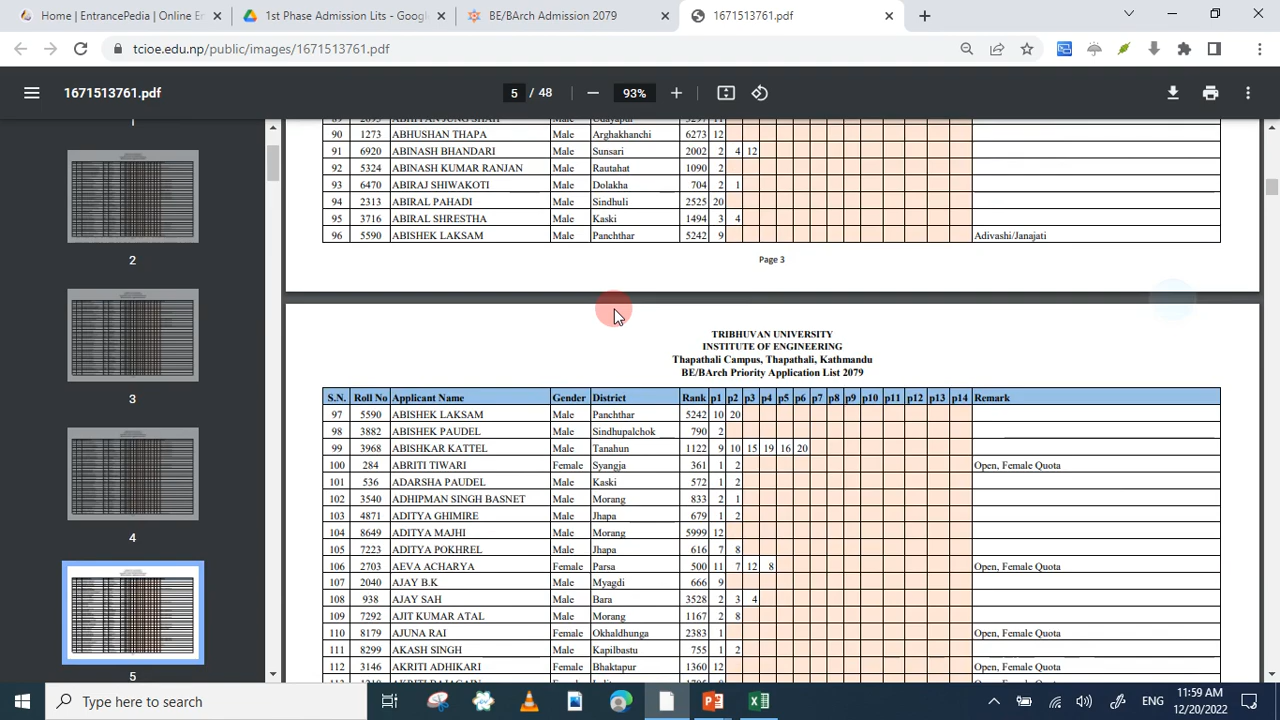 Home | EntrancePedia | Online En
1st Phase Admission Lits - Google
BE/BArch Admission 2079
1671513761.pdf
tcioe.edu.np/public/images/1671513761.pdf
1671513761.pdf
5 / 48
93%
2
3
4
5
90 1273 ABHUSHAN THAPA Male Arghakhanchi 6273 12
91 6920 ABINASH BHANDARI Male Sunsari 2002 2 4 12
92 5324 ABINASH KUMAR RANJAN Male Rautahat 1090 2
93 6470 ABIRAJ SHIWAKOTI Male Dolakha 704 2 1
94 2313 ABIRAL PAHADI Male Sindhuli 2525 20
95 3716 ABIRAL SHRESTHA Male Kaski 1494 3 4
96 5590 ABISHEK LAKSAM Male Panchthar 5242 9 Adivashi/Janajati
Page 3
TRIBHUVAN UNIVERSITY
INSTITUTE OF ENGINEERING
Thapathali Campus, Thapathali, Kathmandu
BE/BArch Priority Application List 2079
S.N. Roll No Applicant Name Gender District Rank p1 p2 p3 p4 p5 p6 p7 p8 p9 p10 p11 p12 p13 p14 Remark
97 5590 ABISHEK LAKSAM Male Panchthar 5242 10 20
98 3882 ABISHEK PAUDEL Male Sindhupalchok 790 2
99 3968 ABISHKAR KATTEL Male Tanahun 1122 9 10 15 19 16 20
100 284 ABRITI TIWARI Female Syangja 361 1 2 Open, Female Quota
101 536 ADARSHA PAUDEL Male Kaski 572 1 2
102 3540 ADHIPMAN SINGH BASNET Male Morang 833 2 1
103 4871 ADITYA GHIMIRE Male Jhapa 679 1 2
104 8649 ADITYA MAJHI Male Morang 5999 12
105 7223 ADITYA POKHREL Male Jhapa 616 7 8
106 2703 AEVA ACHARYA Female Parsa 500 11 7 12 8 Open, Female Quota
107 2040 AJAY B.K Male Myagdi 666 9
108 938 AJAY SAH Male Bara 3528 2 3 4
109 7292 AJIT KUMAR ATAL Male Morang 1167 2 8
110 8179 AJUNA RAI Female Okhaldhunga 2383 1 Open, Female Quota
111 8299 AKASH SINGH Male Kapilbastu 755 1 2
112 3146 AKRITI ADHIKARI Female Bhaktapur 1360 12 Open, Female Quota
Type here to search
ENG
11:59 AM
12/20/2022